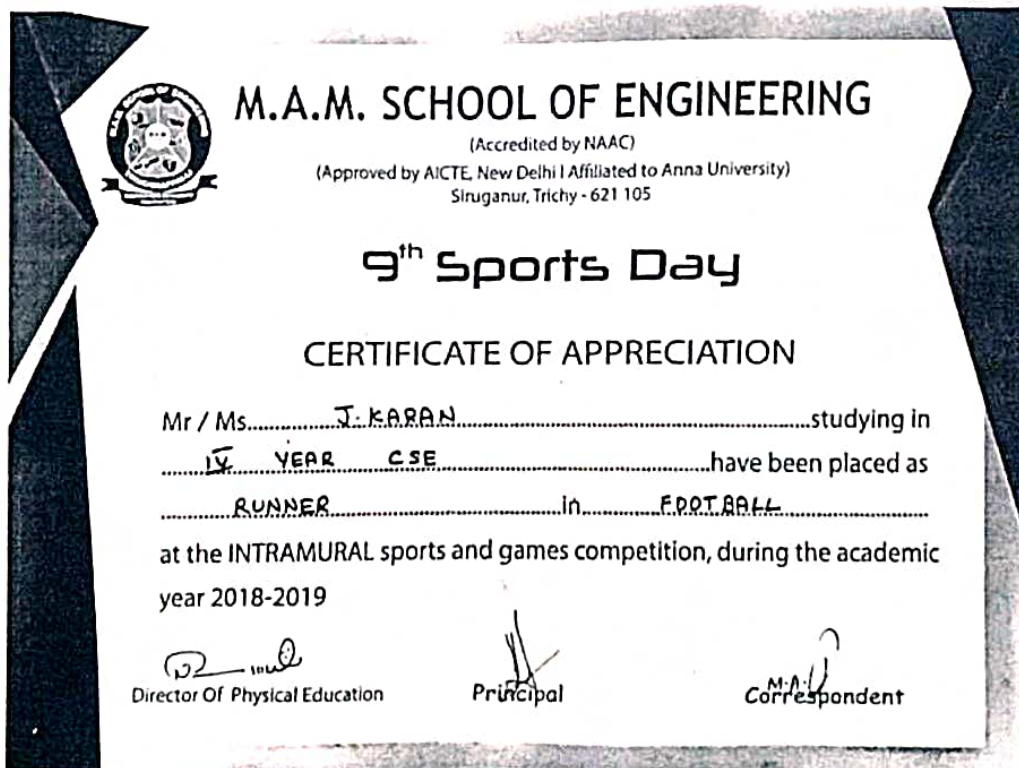 M.A.M. SCHOOL OF ENGINEERING
(Accredited by NAAC)
(Approved by AICTE, New Delhi I Affiliated to Anna University)
Siruganur, Trichy - 621 105
9th Sports Day
CERTIFICATE OF APPRECIATION
Mr / Ms. J. KARAN studying in
IV YEAR CSE have been placed as
RUNNER in FOOTBALL
at the INTRAMURAL sports and games competition, during the academic
year 2018-2019
Director Of Physical Education Principal Correspondent